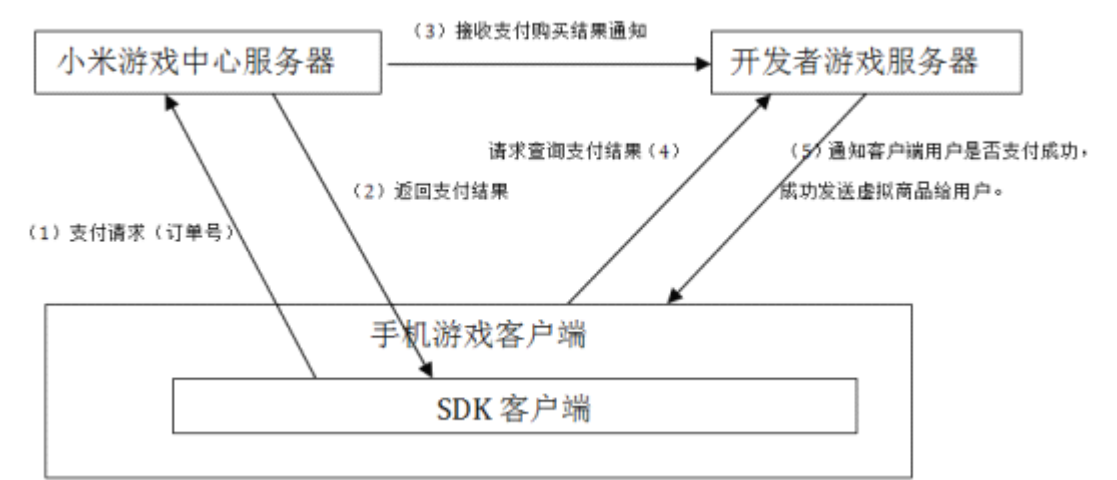 （3）接收支付购买结果通知
小米游戏中心服务器
开发者游戏服务器
请求查询支付结果（4）
（5）通知客户端用户是否支付成功，
成功发送虚拟商品给用户。
（2）返回支付结果
（1）支付请求（订单号）
手机游戏客户端
SDK 客户端